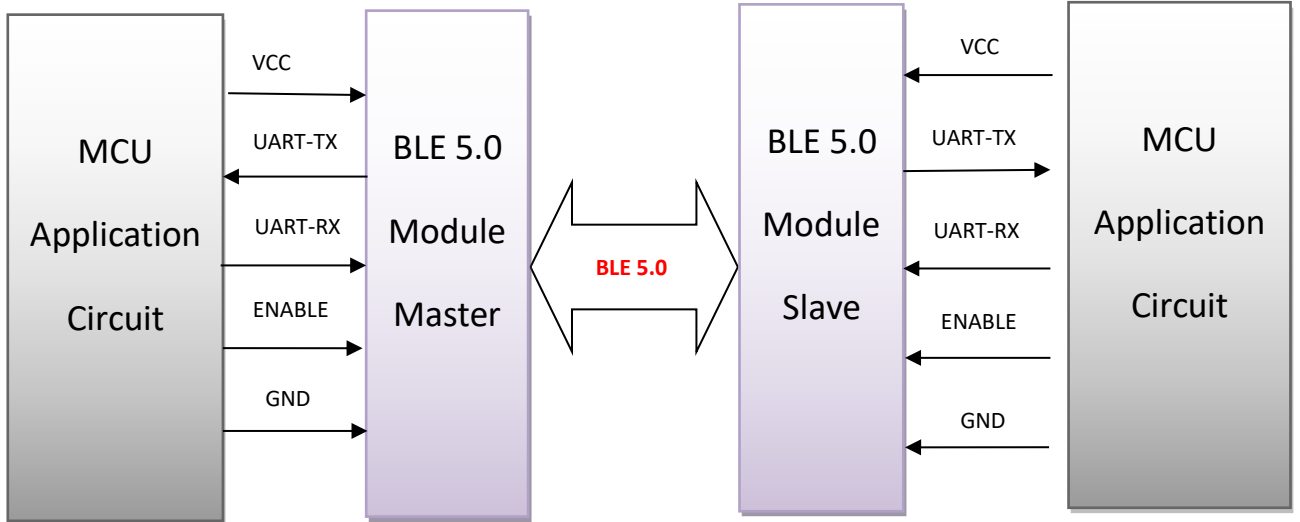 MCU
Application
Circuit
VCC
UART-TX
UART-RX
ENABLE
GND
BLE 5.0
Module
Master
BLE 5.0
BLE 5.0
Module
Slave
VCC
UART-TX
UART-RX
ENABLE
GND
MCU
Application
Circuit